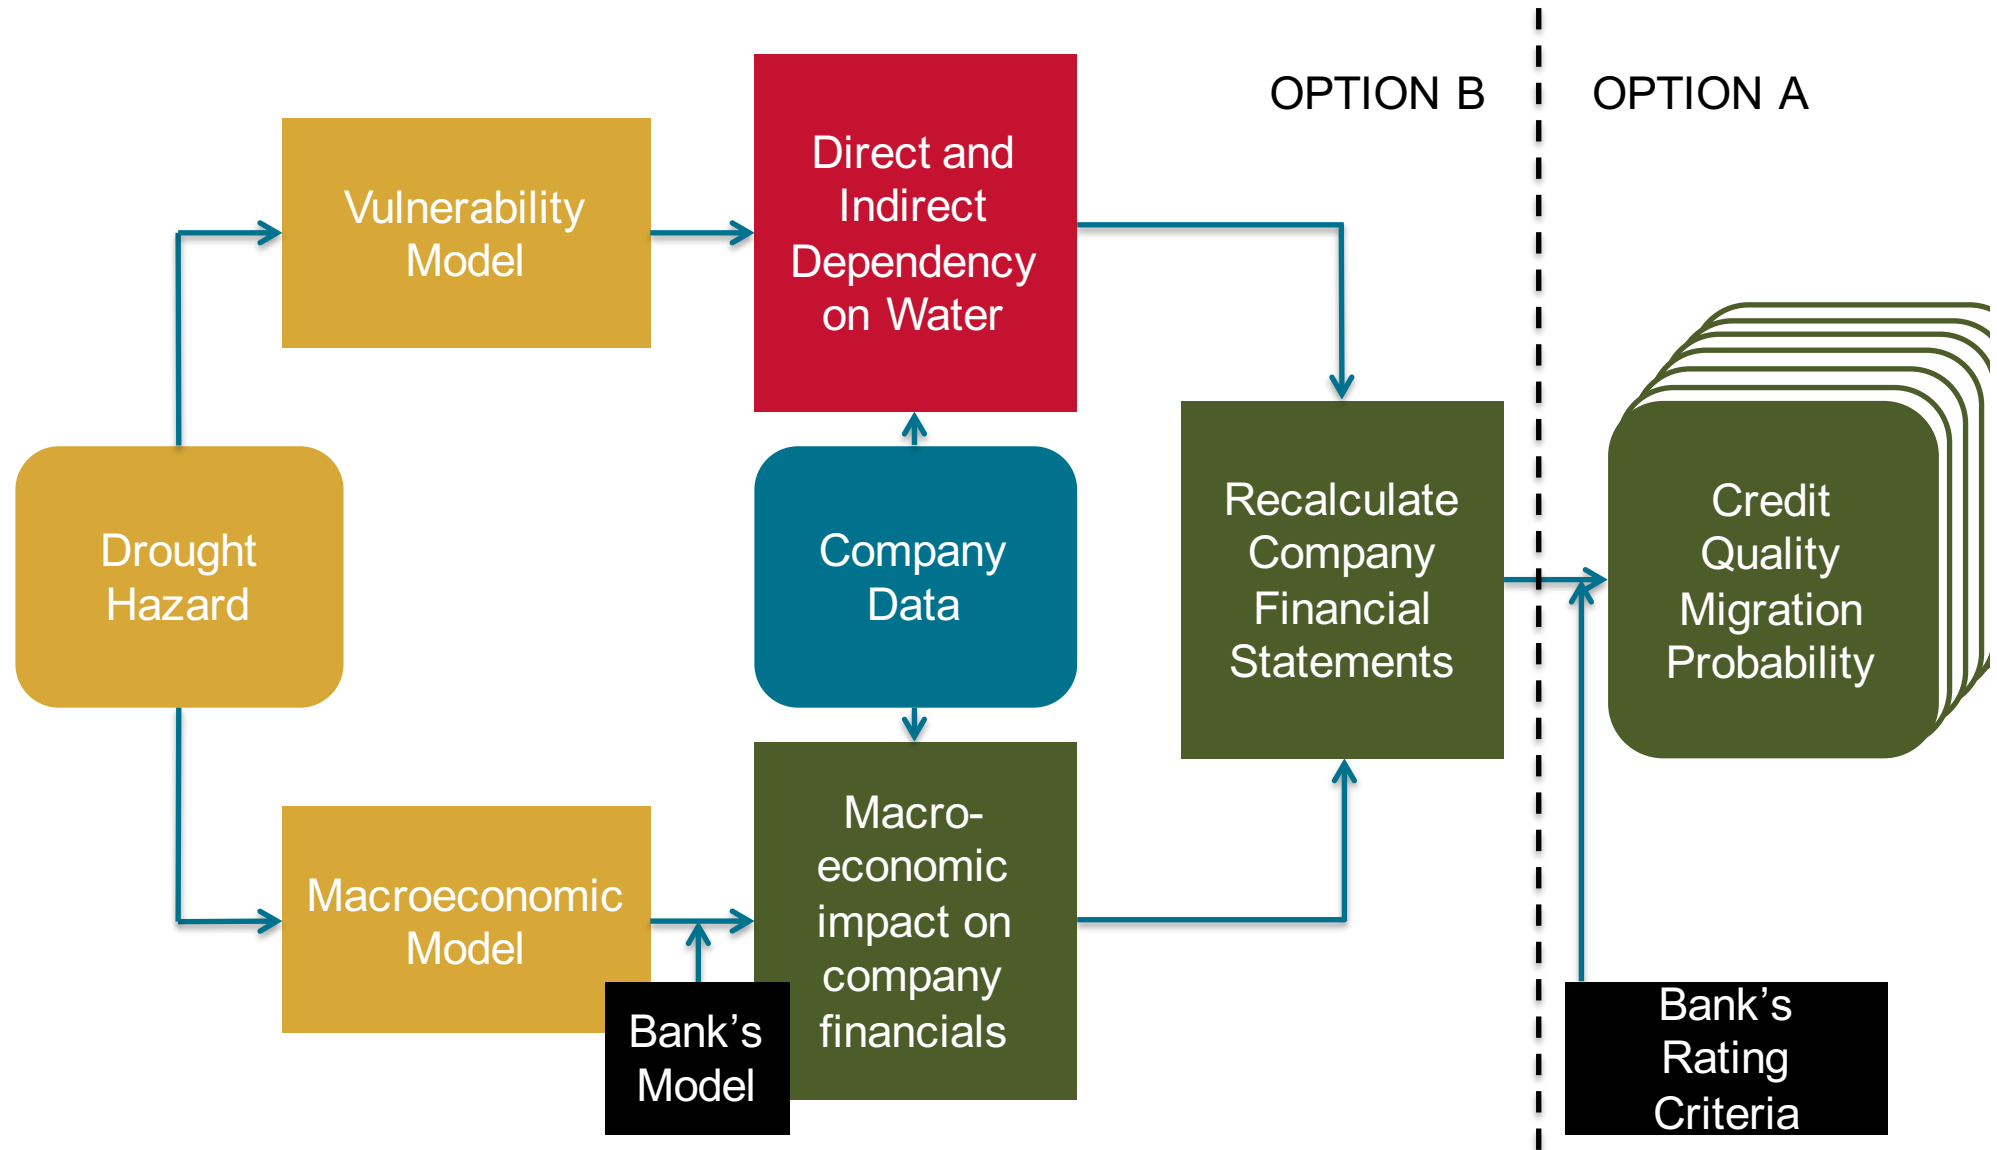 OPTION B
OPTION A
Direct and
Indirect
Dependency
on Water
Vulnerability
Model
Drought
Hazard
Company
Data
Recalculate
Company
Financial
Statements
Credit
Quality
Migration
Probability
Macroeconomic
Model
Macro-
economic
impact on
company
financials
Bank’s
Model
Bank’s
Rating
Criteria